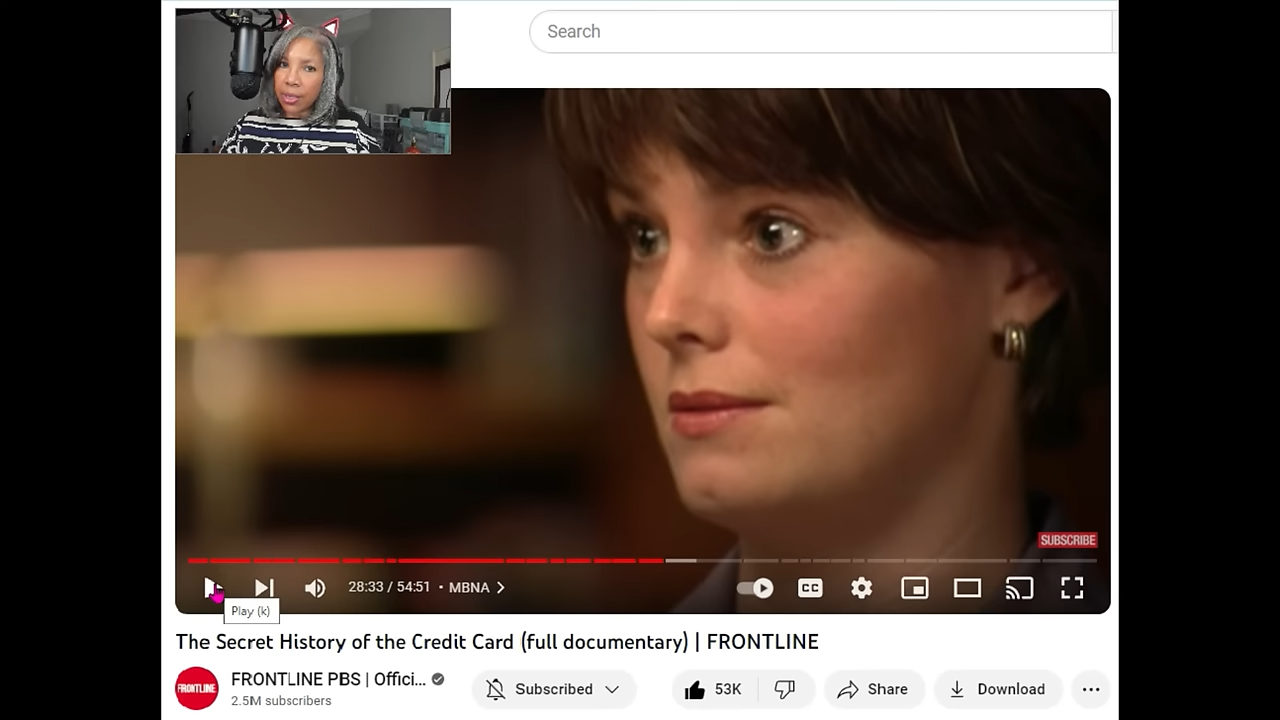 Search
SUBSCRIBE
28:33 / 54:51 • MBNA
Play (k)
CC
The Secret History of the Credit Card (full documentary) | FRONTLINE
FRONTLINE
FRONTLINE PBS | Offici...
2.5M subscribers
Subscribed
53K
Share
Download